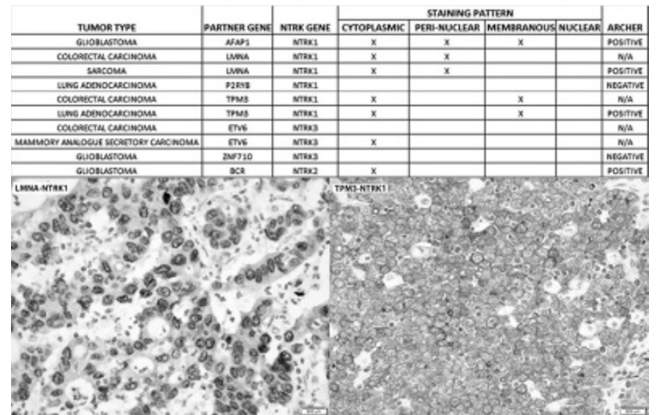 STAINING PATTERN
TUMOR TYPE PARTNER GENE NTRK GENE CYTOPLASMIC PERI-NUCLEAR MEMBRANOUS NUCLEAR ARCHER
GLIOBLASTOMA AFAP1 NTRK1 X X X POSITIVE
COLORECTAL CARCINOMA LMNA NTRK1 X X N/A
SARCOMA LMNA NTRK1 X X POSITIVE
LUNG ADENOCARCINOMA P2RY8 NTRK1 NEGATIVE
COLORECTAL CARCINOMA TPM3 NTRK1 X X N/A
LUNG ADENOCARCINOMA TPM3 NTRK1 X X POSITIVE
COLORECTAL CARCINOMA ETV6 NTRK3 N/A
MAMMORY ANALOGUE SECRETORY CARCINOMA ETV6 NTRK3 X N/A
GLIOBLASTOMA ZNF710 NTRK3 NEGATIVE
GLIOBLASTOMA BCR NTRK2 X POSITIVE
LMNA-NTRK1 TPM3-NTRK1